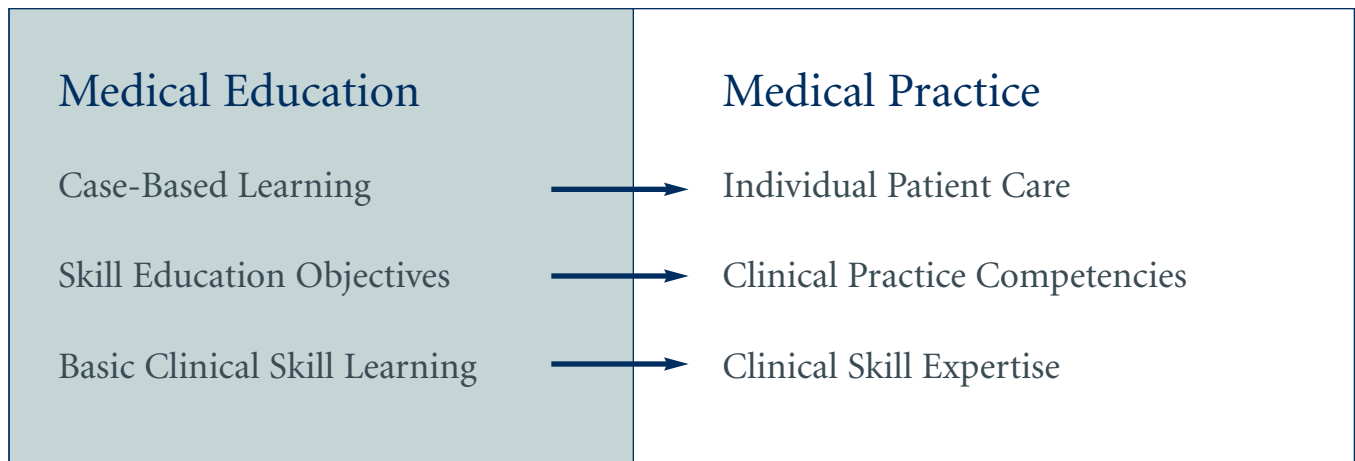 Medical Education
Medical Practice
Case-Based Learning
Individual Patient Care
Skill Education Objectives
Clinical Practice Competencies
Basic Clinical Skill Learning
Clinical Skill Expertise